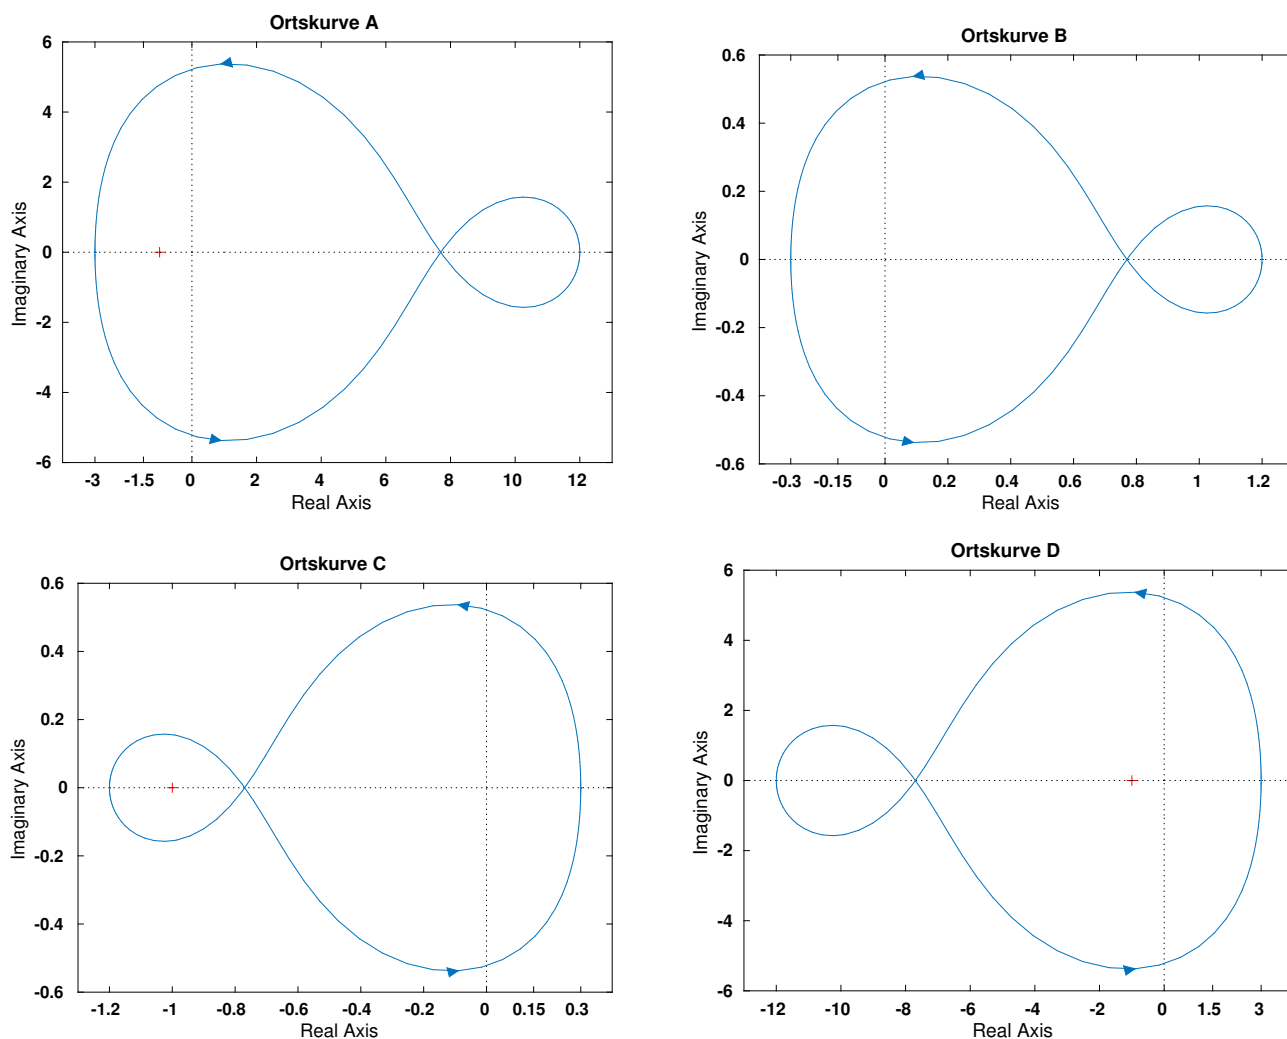 Ortskurve A
6
4
2
0
-2
-4
-6
Imaginary Axis
-3 -1.5 0 2 4 6 8 10 12
Real Axis
Ortskurve B
0.6
0.4
0.2
0
-0.2
-0.4
-0.6
Imaginary Axis
-0.3 -0.15 0 0.2 0.4 0.6 0.8 1 1.2
Real Axis
Ortskurve C
0.6
0.4
0.2
0
-0.2
-0.4
-0.6
Imaginary Axis
-1.2 -1 -0.8 -0.6 -0.4 -0.2 0 0.15 0.3
Real Axis
Ortskurve D
6
4
2
0
-2
-4
-6
Imaginary Axis
-12 -10 -8 -6 -4 -2 0 1.5 3
Real Axis